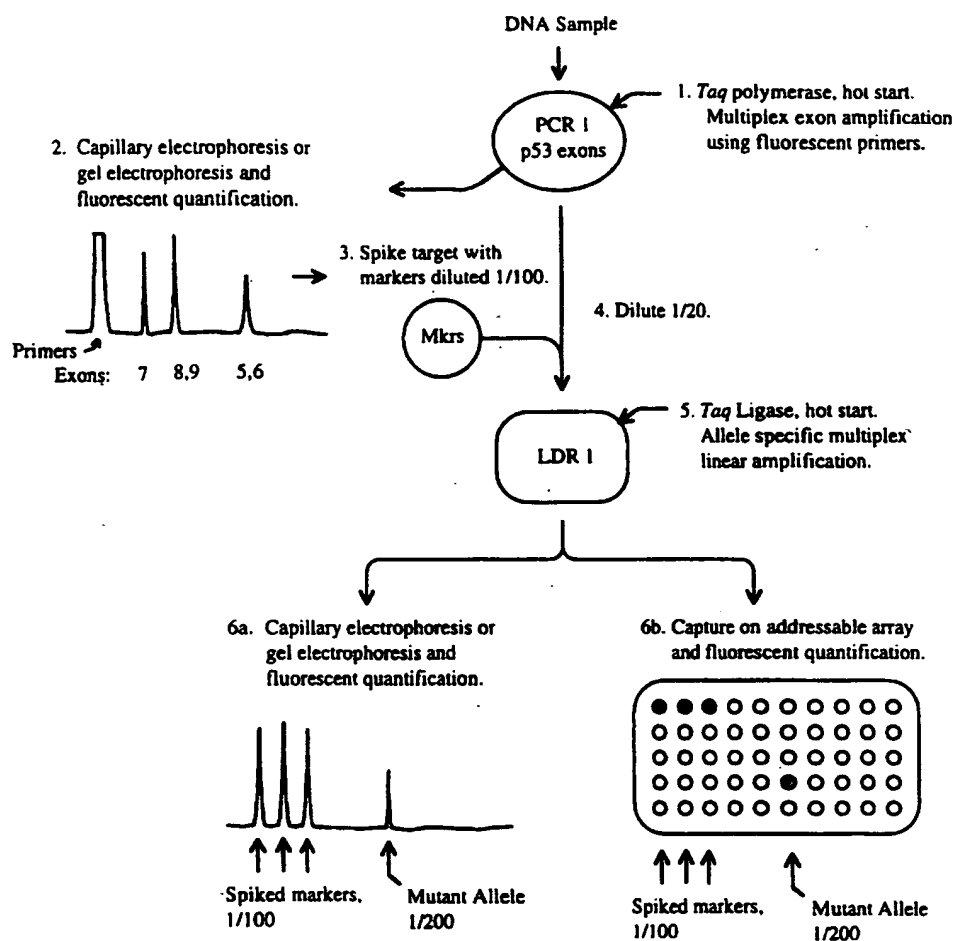 DNA Sample
1. Taq polymerase, hot start.
Multiplex exon amplification
using fluorescent primers.
PCR 1
p53 exons
2. Capillary electrophoresis or
gel electrophoresis and
fluorescent quantification.
3. Spike target with
markers diluted 1/100.
4. Dilute 1/20.
Mkrs
Primers
Exons: 7 8,9 5,6
5. Taq Ligase, hot start.
Allele specific multiplex
linear amplification.
LDR 1
6a. Capillary electrophoresis or
gel electrophoresis and
fluorescent quantification.
6b. Capture on addressable array
and fluorescent quantification.
Spiked markers,
1/100
Mutant Allele
1/200
Spiked markers,
1/100
Mutant Allele
1/200